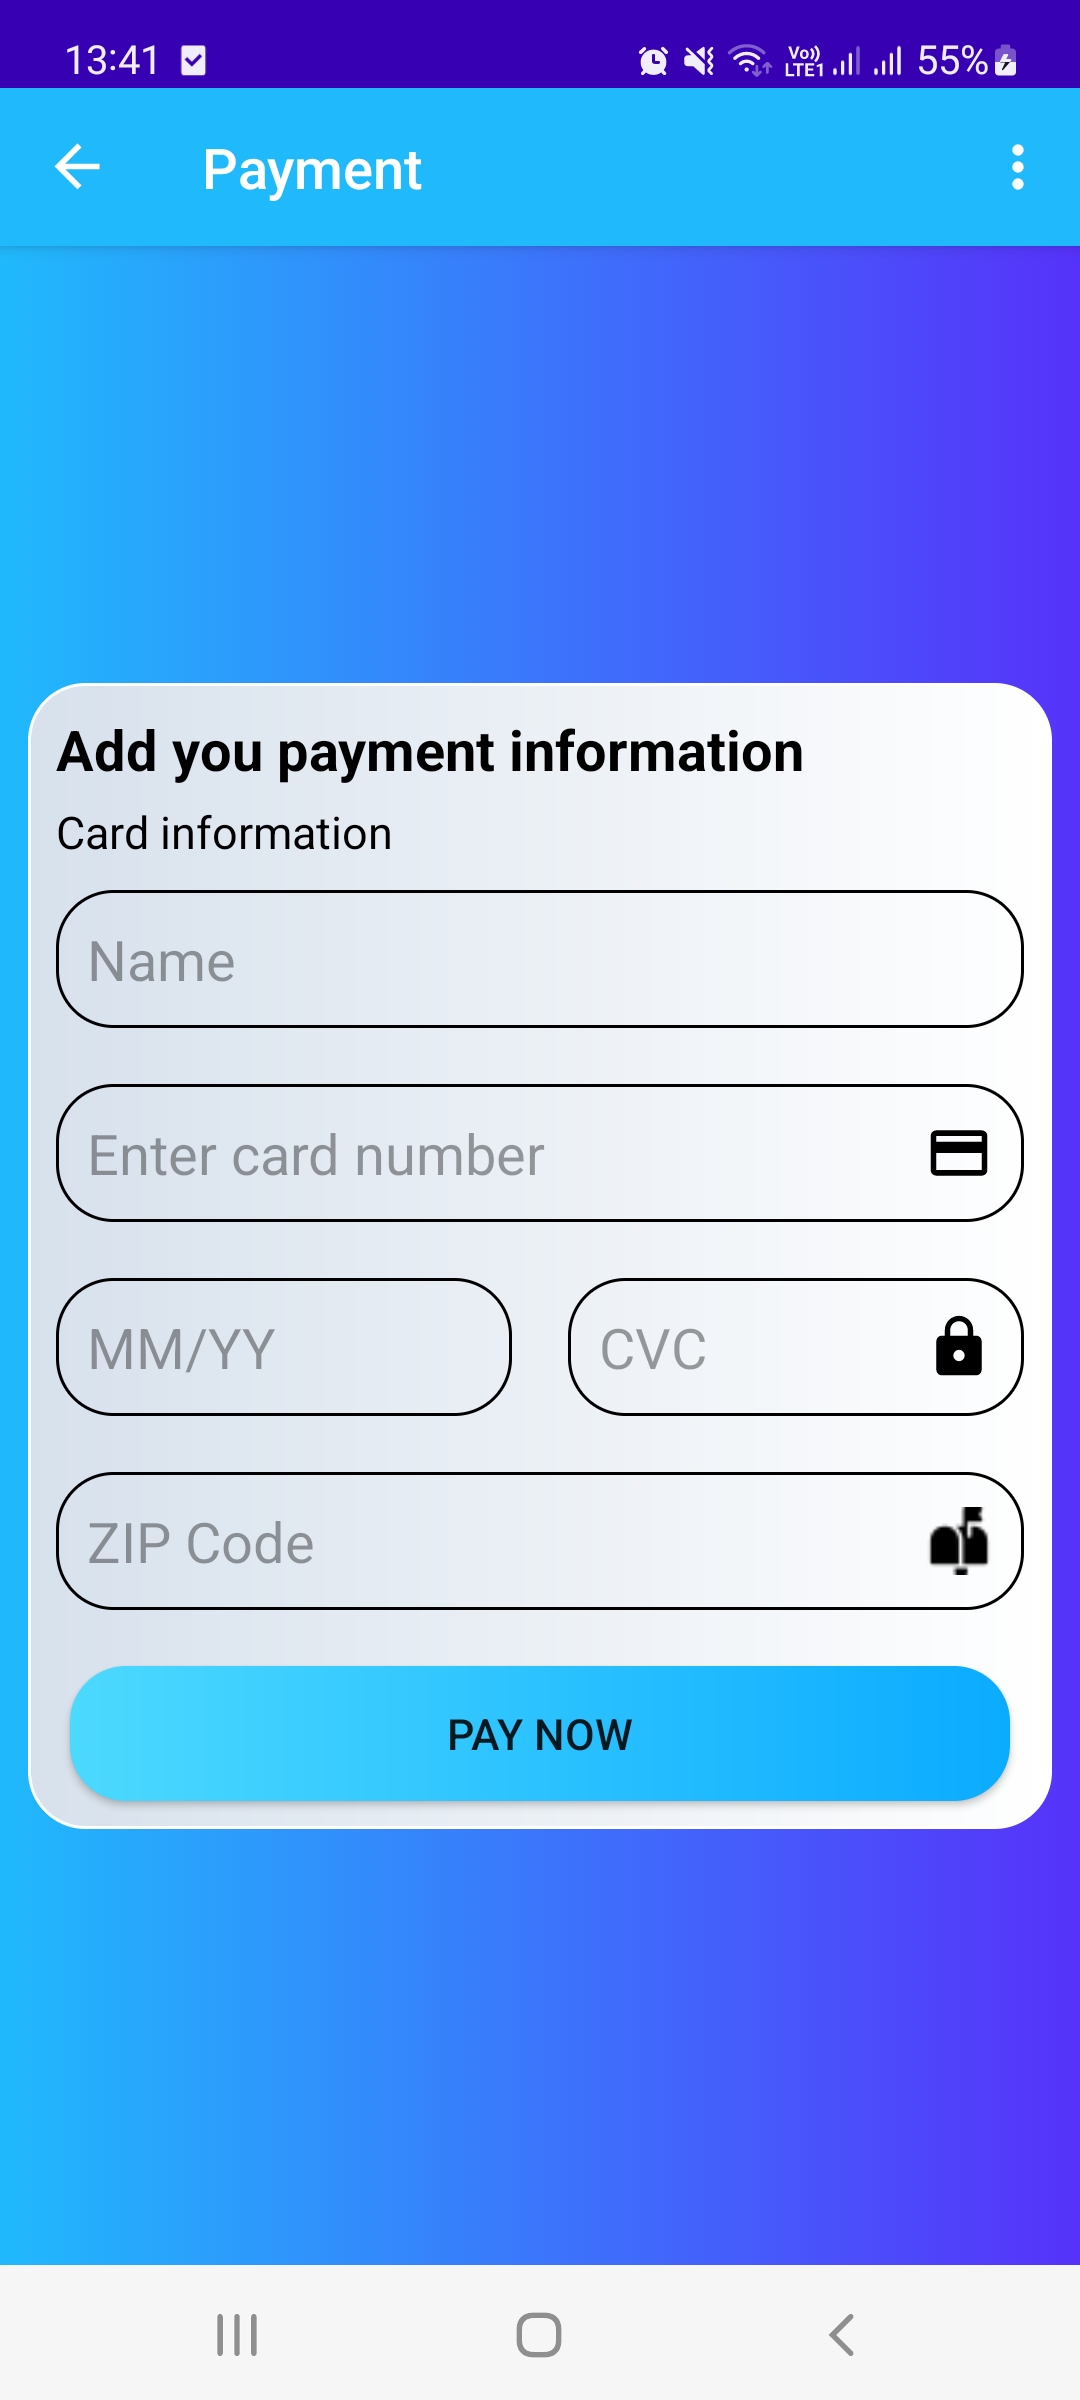 13:41 Vo)) LTE1 55%
Payment
Add you payment information
Card information
Name
Enter card number
MM/YY CVC
ZIP Code
PAY NOW